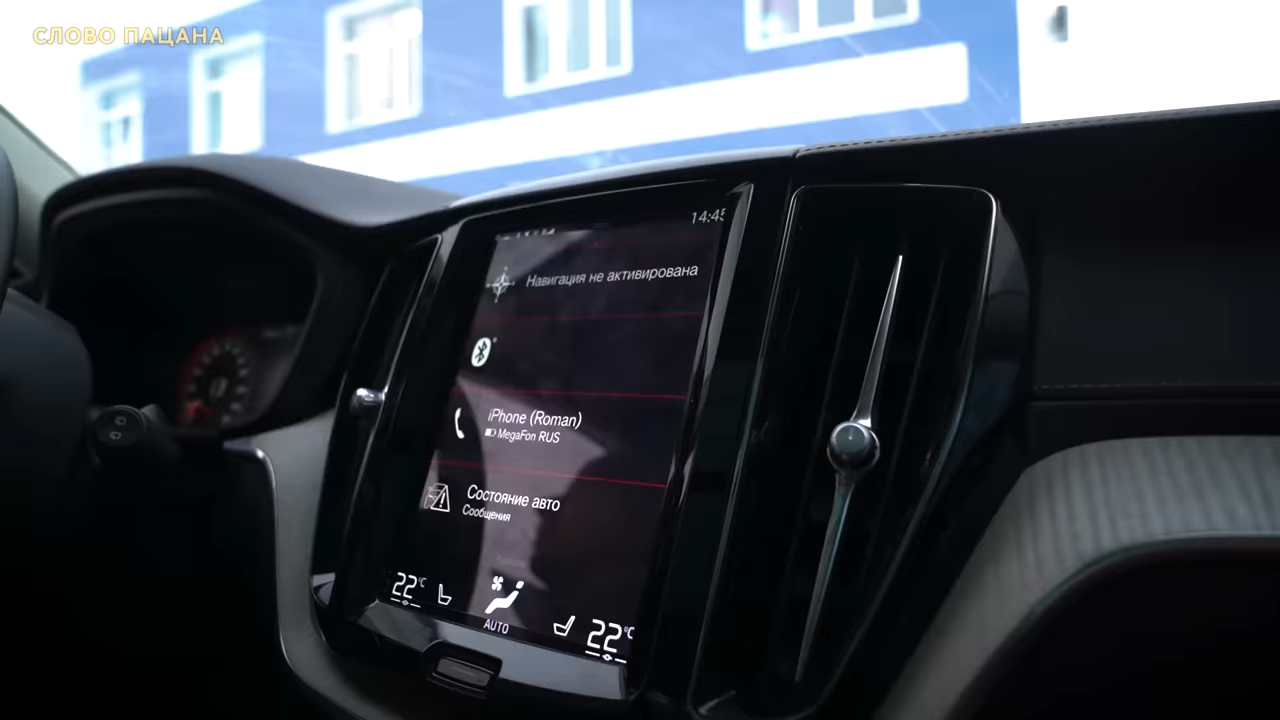 СЛОВО ПАЦАНА
14:45
Навигация не активирована
iPhone (Roman)
MegaFon RUS
Состояние авто
Сообщения
22°C
AUTO
22°C